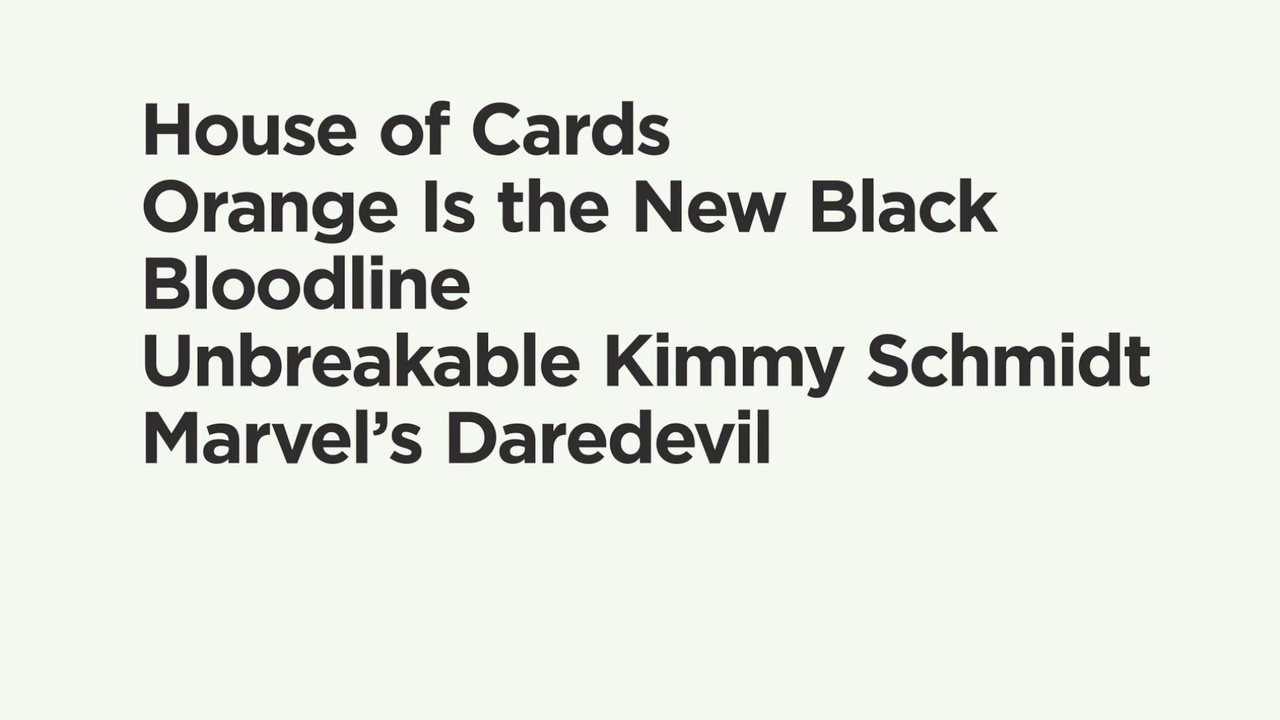 House of Cards
Orange Is the New Black
Bloodline
Unbreakable Kimmy Schmidt
Marvel’s Daredevil